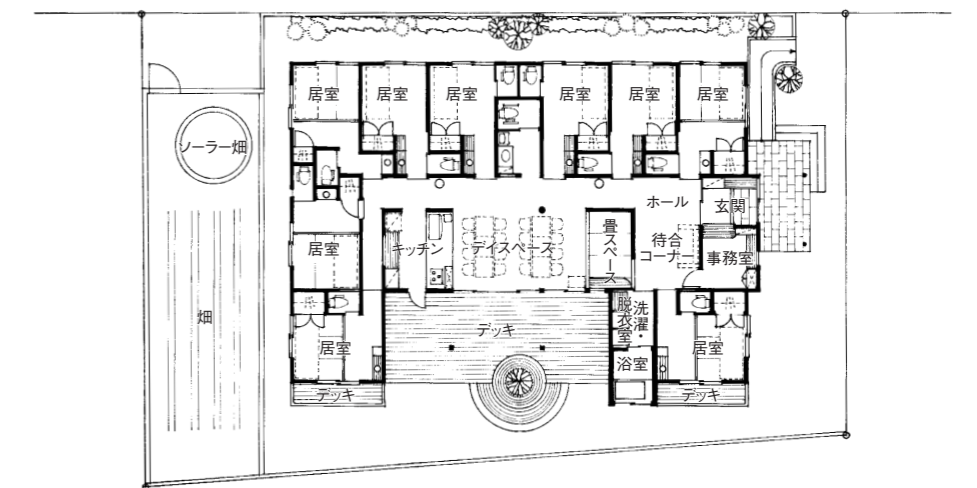 居室
居室
居室
居室
居室
居室
ソーラー畑
ホール
玄関
居室
キッチン
デイスペース
畳スペース
待合
コーナー
事務室
畑
デッキ
脱衣室
洗濯・
居室
浴室
居室
デッキ
デッキ